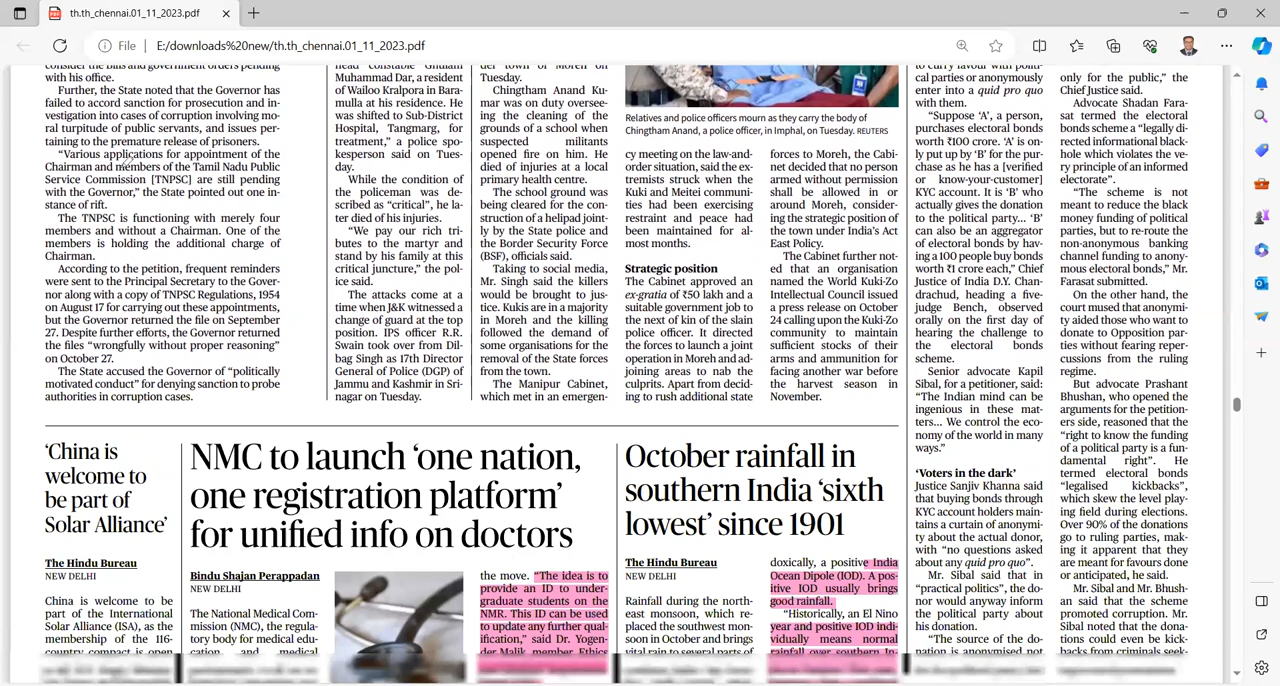 th.th_chennai.01_11_2023.pdf
File
E:/downloads%20new/th.th_chennai.01_11_2023.pdf
consider the Bills and government orders pending
with his office.
Further, the State noted that the Governor has
failed to accord sanction for prosecution and in-
vestigation into cases of corruption involving mo-
ral turpitude of public servants, and issues per-
taining to the premature release of prisoners.
“Various applications for appointment of the
Chairman and members of the Tamil Nadu Public
Service Commission [TNPSC] are still pending
with the Governor,” the State pointed out one in-
stance of rift.
The TNPSC is functioning with merely four
members and without a Chairman. One of the
members is holding the additional charge of
Chairman.
According to the petition, frequent reminders
were sent to the Principal Secretary to the Gover-
nor along with a copy of TNPSC Regulations, 1954
on August 17 for carrying out these appointments,
but the Governor returned the file on September
27. Despite further efforts, the Governor returned
the files “wrongfully without proper reasoning”
on October 27.
The State accused the Governor of “politically
motivated conduct” for denying sanction to probe
authorities in corruption cases.
head constable Ghulam
Muhammad Dar, a resident
of Wailoo Kralpora in Bara-
mulla at his residence. He
was shifted to Sub-District
Hospital, Tangmarg, for
treatment,” a police spo-
kesperson said on Tues-
day.
While the condition of
the policeman was de-
scribed as “critical”, he la-
ter died of his injuries.
“We pay our rich tri-
butes to the martyr and
stand by his family at this
critical juncture,” the pol-
ice said.
The attacks come at a
time when J&K witnessed a
change of guard at the top
position. IPS officer R.R.
Swain took over from Dil-
bag Singh as 17th Director
General of Police (DGP) of
Jammu and Kashmir in Sri-
nagar on Tuesday.
der town of Moreh on
Tuesday.
Chingtham Anand Ku-
mar was on duty oversee-
ing the cleaning of the
grounds of a school when
suspected militants
opened fire on him. He
died of injuries at a local
primary health centre.
The school ground was
being cleared for the con-
struction of a helipad joint-
ly by the State police and
the Border Security Force
(BSF), officials said.
Taking to social media,
Mr. Singh said the killers
would be brought to jus-
tice. Kukis are in a majority
in Moreh and the killing
followed the demand of
some organisations for the
removal of the State forces
from the town.
The Manipur Cabinet,
which met in an emergen-
Relatives and police officers mourn as they carry the body of
Chingtham Anand, a police officer, in Imphal, on Tuesday. REUTERS
cy meeting on the law-and-
order situation, said the ex-
tremists struck when the
Kuki and Meitei communi-
ties had been exercising
restraint and peace had
been maintained for al-
most months.
Strategic position
The Cabinet approved an
ex-gratia of ₹50 lakh and a
suitable government job to
the next of kin of the slain
police officer. It directed
the forces to launch a joint
operation in Moreh and ad-
joining areas to nab the
culprits. Apart from decid-
ing to rush additional state
forces to Moreh, the Cabi-
net decided that no person
armed without permission
shall be allowed in or
around Moreh, consider-
ing the strategic position of
the town under India’s Act
East Policy.
The Cabinet further not-
ed that an organisation
named the World Kuki-Zo
Intellectual Council issued
a press release on October
24 calling upon the Kuki-Zo
community to maintain
sufficient stocks of their
arms and ammunition for
facing another war before
the harvest season in
November.
to curry favour with politi-
cal parties or anonymously
enter into a quid pro quo
with them.
“Suppose ‘A’, a person,
purchases electoral bonds
worth ₹100 crore. ‘A’ is on-
ly put up by ‘B’ for the pur-
chase as he has a [verified
or know-your-customer]
KYC account. It is ‘B’ who
actually gives the donation
to the political party... ‘B’
can also be an aggregator
of electoral bonds by hav-
ing a 100 people buy bonds
worth ₹1 crore each,” Chief
Justice of India D.Y. Chan-
drachud, heading a five-
judge Bench, observed
orally on the first day of
hearing the challenge to
the electoral bonds
scheme.
Senior advocate Kapil
Sibal, for a petitioner, said:
“The Indian mind can be
ingenious in these mat-
ters... We control the eco-
nomy of the world in many
ways.”
‘Voters in the dark’
Justice Sanjiv Khanna said
that buying bonds through
KYC account holders main-
tains a curtain of anonymi-
ty about the actual donor,
with “no questions asked
about any quid pro quo”.
Mr. Sibal said that in
“practical politics”, the do-
nor would anyway inform
the political party about
his donation.
“The source of the do-
nation is anonymised not
only for the public,” the
Chief Justice said.
Advocate Shadan Fara-
sat termed the electoral
bonds scheme a “legally di-
rected informational black-
hole which violates the ve-
ry principle of an informed
electorate”.
“The scheme is not
meant to reduce the black
money funding of political
parties, but to re-route the
non-anonymous banking
channel funding to anony-
mous electoral bonds,” Mr.
Farasat submitted.
On the other hand, the
court mused that anonymi-
ty aided those who want to
donate to Opposition par-
ties without fearing reper-
cussions from the ruling
regime.
But advocate Prashant
Bhushan, who opened the
arguments for the petition-
ers side, reasoned that the
“right to know the funding
of a political party is a fun-
damental right”. He
termed electoral bonds
“legalised kickbacks”,
which skew the level play-
ing field during elections.
Over 90% of the donations
go to ruling parties, mak-
ing it apparent that they
are meant for favours done
or anticipated, he said.
Mr. Sibal and Mr. Bhush-
an said that the scheme
promoted corruption. Mr.
Sibal noted that the dona-
tions could even be kick-
backs from criminals seek-
‘China is
welcome to
be part of
Solar Alliance’
The Hindu Bureau
NEW DELHI
China is welcome to be
part of the International
Solar Alliance (ISA), as the
membership of the 116-
country compact is open
NMC to launch ‘one nation,
one registration platform’
for unified info on doctors
Bindu Shajan Perappadan
NEW DELHI
The National Medical Com-
mission (NMC), the regula-
tory body for medical edu-
cation and medical
the move. “The idea is to
provide an ID to under-
graduate students on the
NMR. This ID can be used
to update any further qual-
ification,” said Dr. Yogen-
der Malik, member, Ethics
October rainfall in
southern India ‘sixth
lowest’ since 1901
The Hindu Bureau
NEW DELHI
Rainfall during the north-
east monsoon, which re-
placed the southwest mon-
soon in October and brings
vital rain to several parts of
doxically, a positive India
Ocean Dipole (IOD). A pos-
itive IOD usually brings
good rainfall.
“Historically, an El Nino
year and positive IOD indi-
vidually means normal
rainfall over southern In-